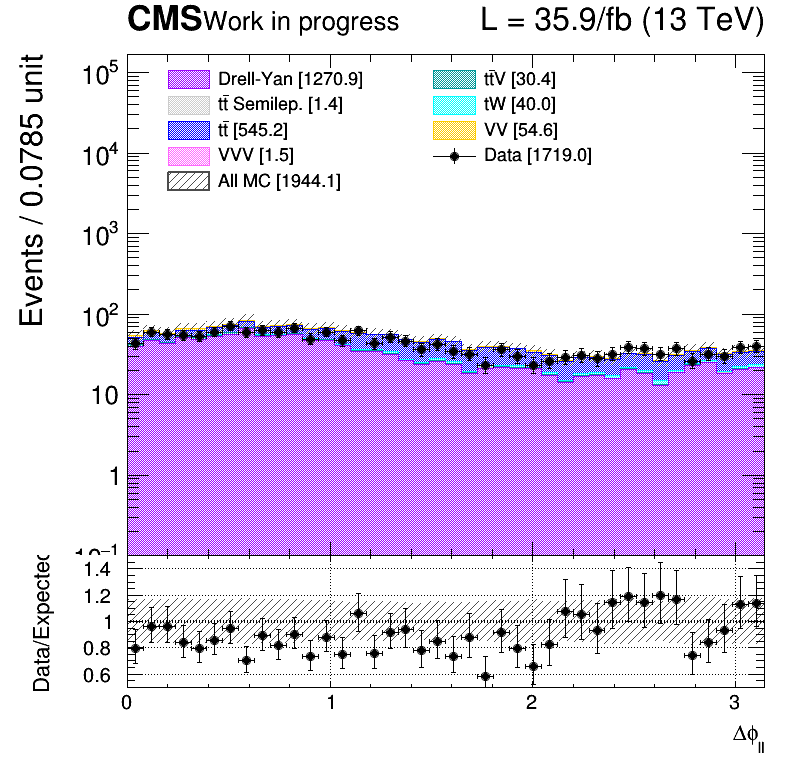 CMS Work in progress L = 35.9/fb (13 TeV)
Events / 0.0785 unit
10⁵
10⁴
10³
10²
10
1
10⁻¹
Drell-Yan [1270.9]
tt̄ Semilep. [1.4]
tt̄ [545.2]
VVV [1.5]
All MC [1944.1]
tt̄V [30.4]
tW [40.0]
VV [54.6]
Data [1719.0]
Data/Expected
1.4
1.2
1
0.8
0.6
0 1 2 3
Δϕ_ll